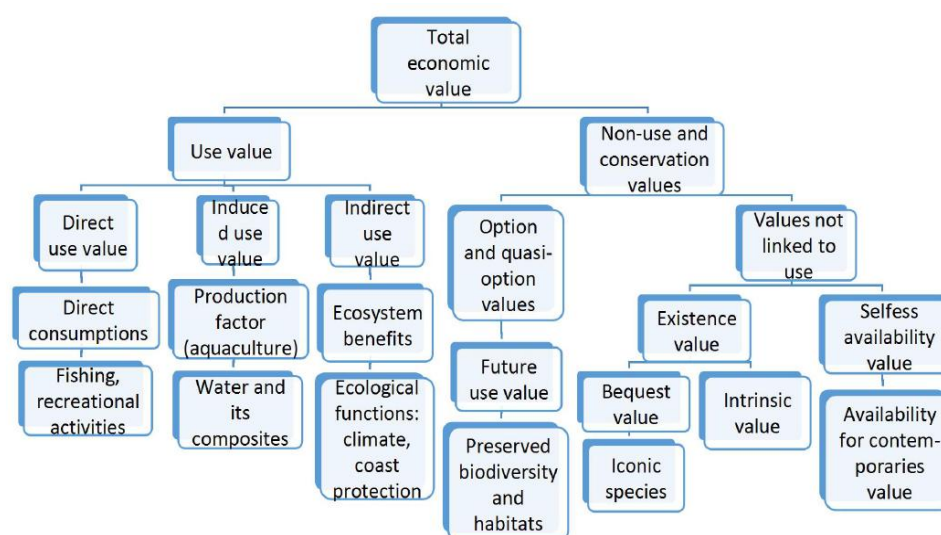 Total
economic
value
Use value
Non-use and
conservation
values
Direct
use value
Induce
d use
value
Indirect
use
value
Option
and quasi-
option
values
Values not
linked to
use
Direct
consumptions
Production
factor
(aquaculture)
Ecosystem
benefits
Future
use value
Existence
value
Selfess
availability
value
Fishing,
recreational
activities
Water and
its
composites
Ecological
functions:
climate,
coast
protection
Preserved
biodiversity
and
habitats
Bequest
value
Intrinsic
value
Availability
for contem-
poraries
value
Iconic
species